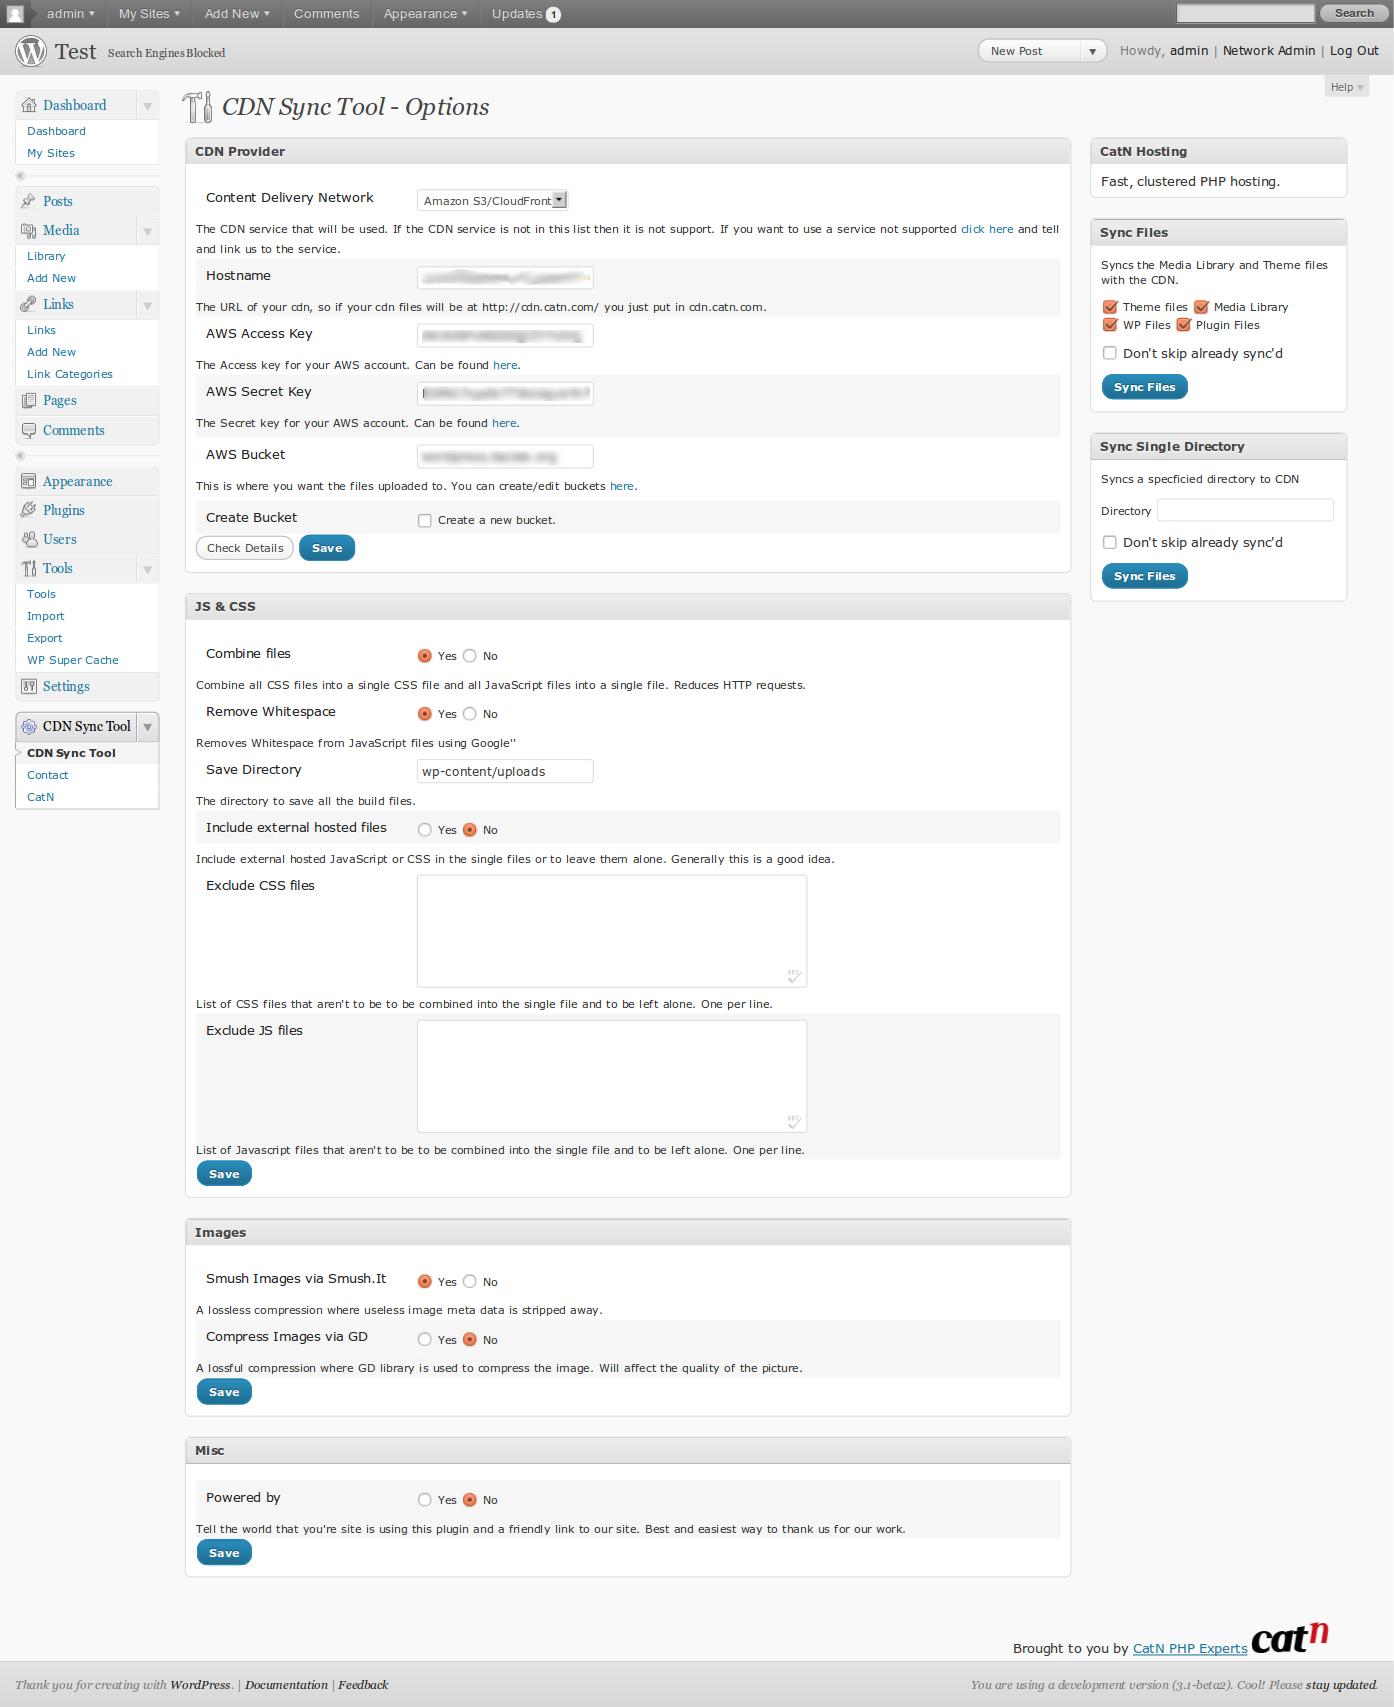 admin My Sites Add New Comments Appearance Updates 1 Search
Test Search Engines Blocked New Post Howdy, admin | Network Admin | Log Out
Help
Dashboard
Dashboard
My Sites
Posts
Media
Library
Add New
Links
Links
Add New
Link Categories
Pages
Comments
Appearance
Plugins
Users
Tools
Tools
Import
Export
WP Super Cache
Settings
CDN Sync Tool
CDN Sync Tool
Contact
CatN
CDN Sync Tool - Options
CDN Provider
Content Delivery Network Amazon S3/CloudFront
The CDN service that will be used. If the CDN service is not in this list then it is not support. If you want to use a service not supported click here and tell
and link us to the service.
Hostname
The URL of your cdn, so if your cdn files will be at http://cdn.catn.com/ you just put in cdn.catn.com.
AWS Access Key
The Access key for your AWS account. Can be found here.
AWS Secret Key
The Secret key for your AWS account. Can be found here.
AWS Bucket
This is where you want the files uploaded to. You can create/edit buckets here.
Create Bucket Create a new bucket.
Check Details Save
JS & CSS
Combine files Yes No
Combine all CSS files into a single CSS file and all JavaScript files into a single file. Reduces HTTP requests.
Remove Whitespace Yes No
Removes Whitespace from JavaScript files using Google"
Save Directory wp-content/uploads
The directory to save all the build files.
Include external hosted files Yes No
Include external hosted JavaScript or CSS in the single files or to leave them alone. Generally this is a good idea.
Exclude CSS files
ABC
List of CSS files that aren't to be to be combined into the single file and to be left alone. One per line.
Exclude JS files
ABC
List of Javascript files that aren't to be to be combined into the single file and to be left alone. One per line.
Save
Images
Smush Images via Smush.It Yes No
A lossless compression where useless image meta data is stripped away.
Compress Images via GD Yes No
A lossful compression where GD library is used to compress the image. Will affect the quality of the picture.
Save
Misc
Powered by Yes No
Tell the world that you're site is using this plugin and a friendly link to our site. Best and easiest way to thank us for our work.
Save
CatN Hosting
Fast, clustered PHP hosting.
Sync Files
Syncs the Media Library and Theme files
with the CDN.
Theme files Media Library
WP Files Plugin Files
Don't skip already sync'd
Sync Files
Sync Single Directory
Syncs a specficied directory to CDN
Directory
Don't skip already sync'd
Sync Files
Brought to you by CatN PHP Experts catn
Thank you for creating with WordPress. | Documentation | Feedback You are using a development version (3.1-beta2). Cool! Please stay updated.